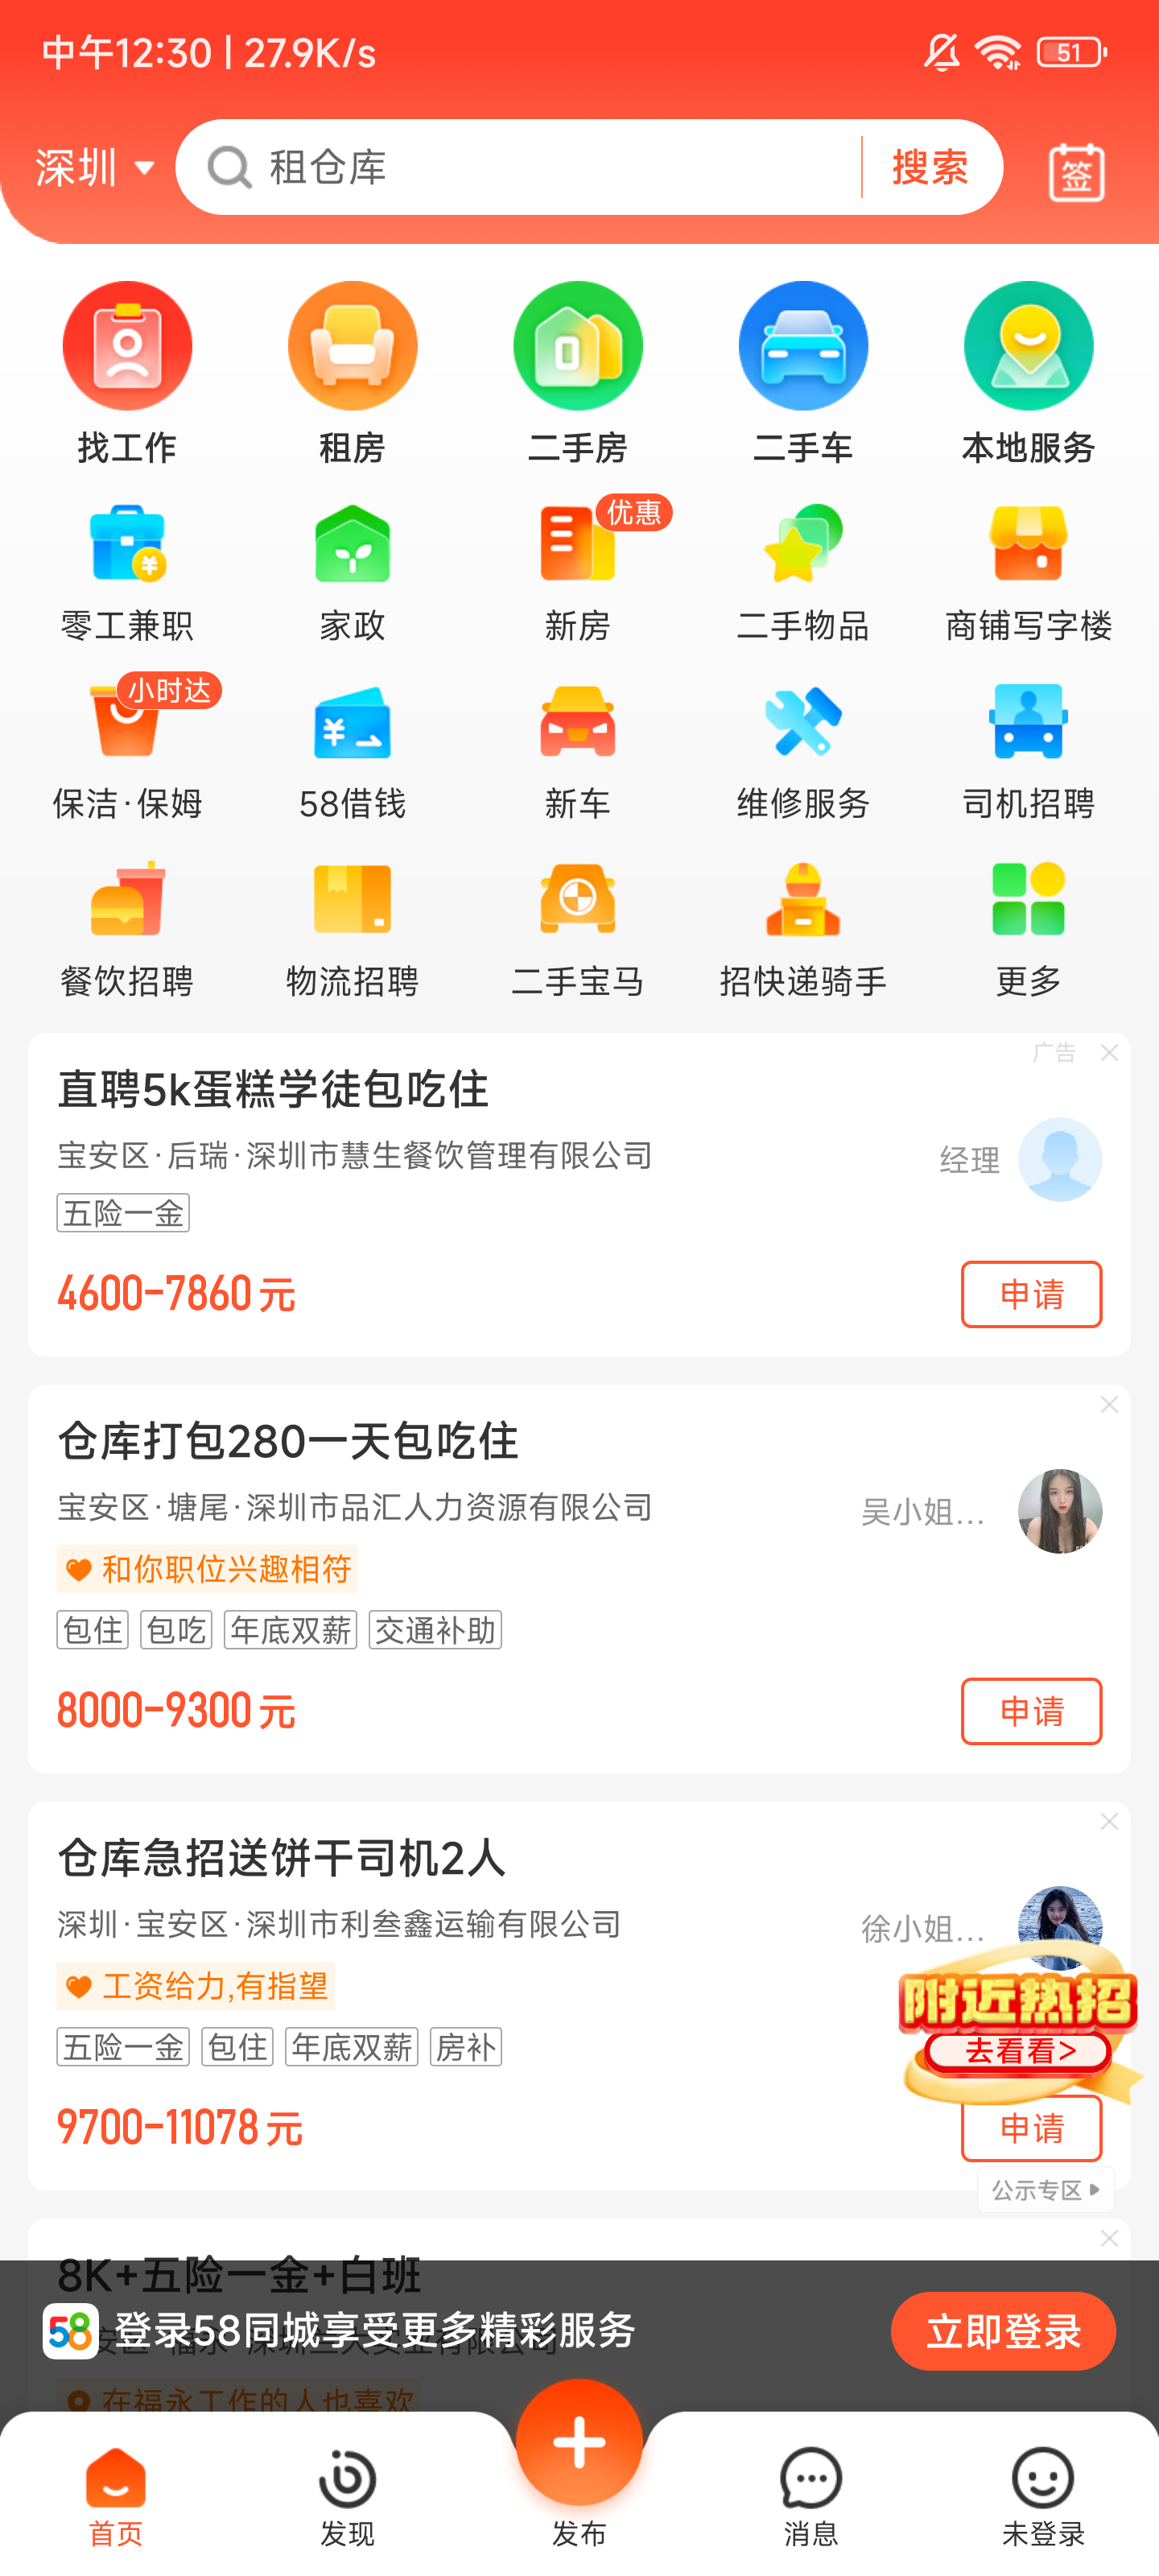 中午12:30 | 27.9K/s
51
深圳
租仓库
搜索
签
找工作
租房
二手房
二手车
本地服务
零工兼职
家政
新房
优惠
二手物品
商铺写字楼
小时达
保洁·保姆
58借钱
新车
维修服务
司机招聘
餐饮招聘
物流招聘
二手宝马
招快递骑手
更多
广告
直聘5k蛋糕学徒包吃住
宝安区·后瑞·深圳市慧生餐饮管理有限公司
经理
五险一金
4600-7860元
申请
仓库打包280一天包吃住
宝安区·塘尾·深圳市品汇人力资源有限公司
吴小姐...
和你职位兴趣相符
包住 包吃 年底双薪 交通补助
8000-9300元
申请
仓库急招送饼干司机2人
深圳·宝安区·深圳市利叁鑫运输有限公司
徐小姐...
工资给力,有指望
附近热招
去看看>
五险一金 包住 年底双薪 房补
9700-11078元
申请
公示专区
8K+五险一金+白班
58
登录58同城享受更多精彩服务
立即登录
在福永工作的人也喜欢
首页
发现
发布
消息
未登录